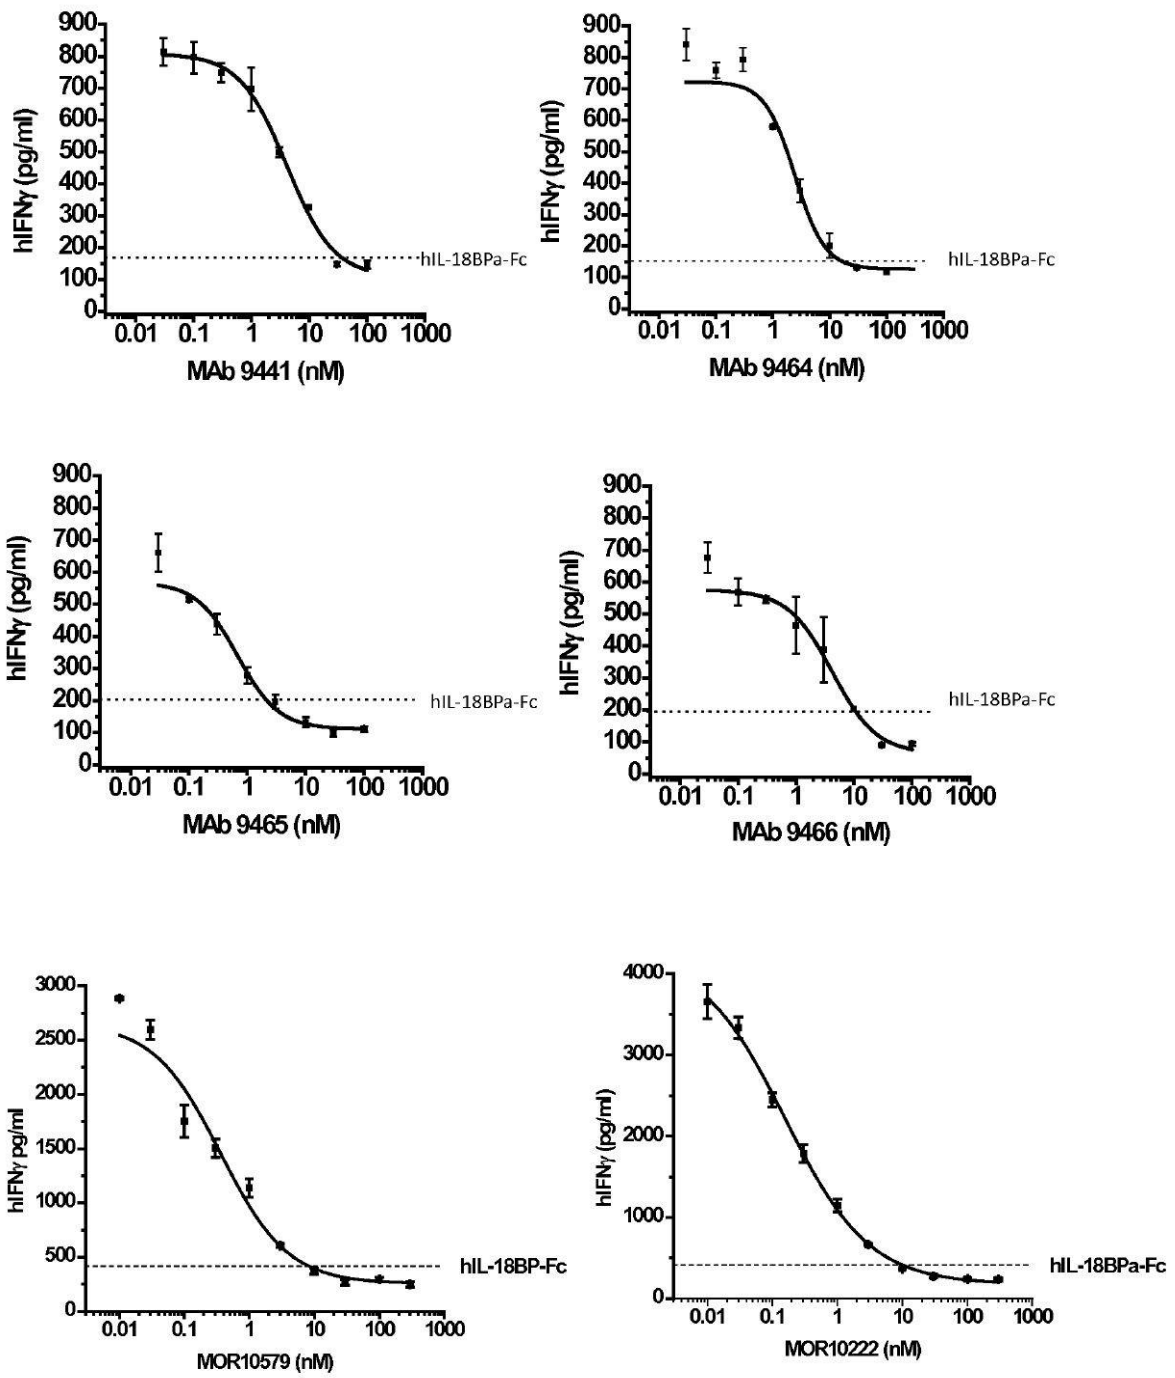 900
800
700
600
500
400
300
200
100
0
hIFNγ (pg/ml)
hIL-18BPa-Fc
0.01 0.1 1 10 100 1000
MAb 9441 (nM)
900
800
700
600
500
400
300
200
100
0
hIFNγ (pg/ml)
hIL-18BPa-Fc
0.01 0.1 1 10 100 1000
MAb 9464 (nM)
900
800
700
600
500
400
300
200
100
0
hIFNγ (pg/ml)
hIL-18BPa-Fc
0.01 0.1 1 10 100 1000
MAb 9465 (nM)
900
800
700
600
500
400
300
200
100
0
hIFNγ (pg/ml)
hIL-18BPa-Fc
0.01 0.1 1 10 100 1000
MAb 9466 (nM)
3000
2500
2000
1500
1000
500
0
hIFNγ pg/ml
hIL-18BP-Fc
0.01 0.1 1 10 100 1000
MOR10579 (nM)
4000
3000
2000
1000
0
hIFNγ (pg/ml)
hIL-18BPa-Fc
0.01 0.1 1 10 100 1000
MOR10222 (nM)